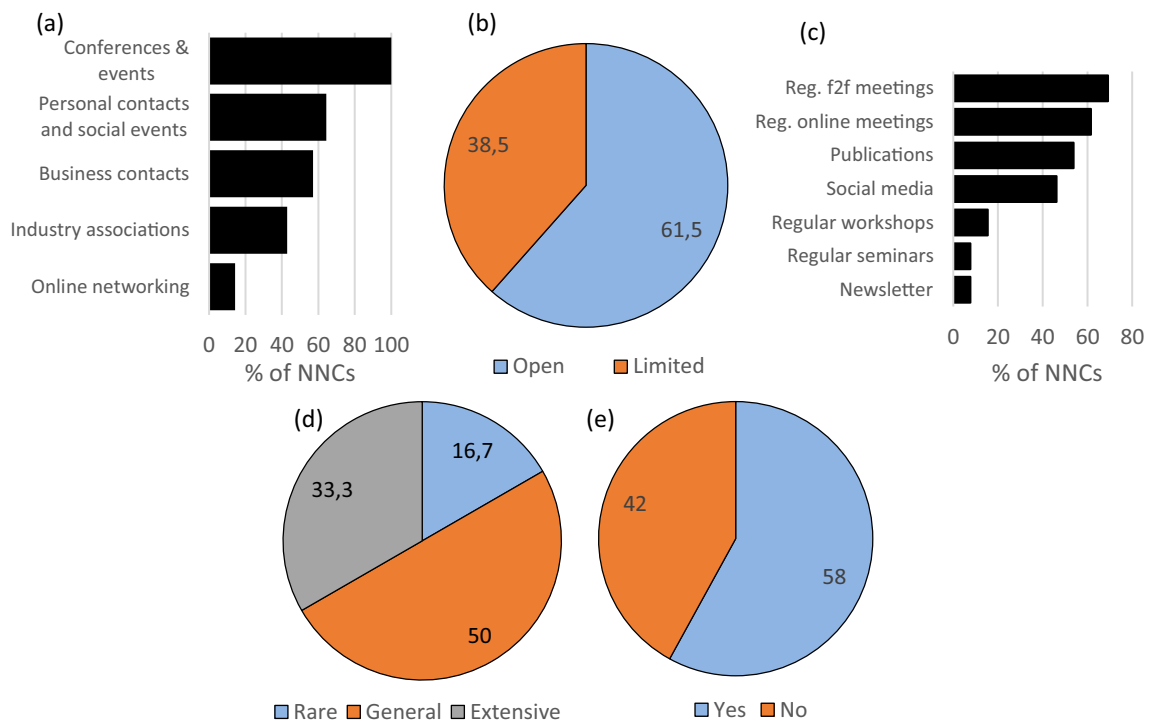 (a)
Conferences &
events
Personal contacts
and social events
Business contacts
Industry associations
Online networking
0 20 40 60 80 100
% of NNCs
(b)
38,5
61,5
Open Limited
(c)
Reg. f2f meetings
Reg. online meetings
Publications
Social media
Regular workshops
Regular seminars
Newsletter
0 20 40 60 80
% of NNCs
(d)
16,7
33,3
50
Rare General Extensive
(e)
42
58
Yes No